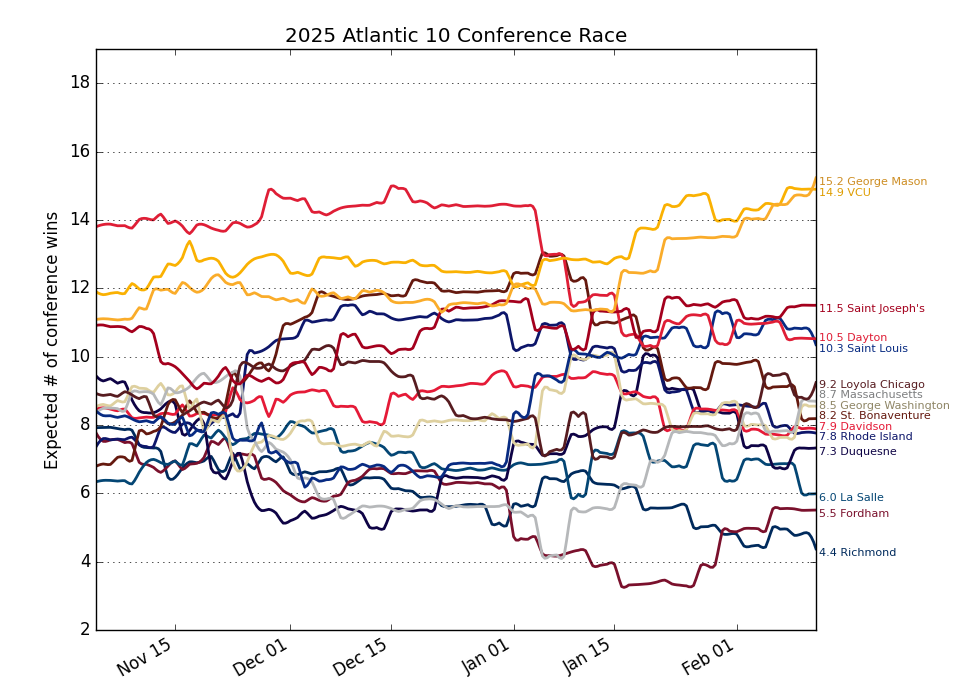 2025 Atlantic 10 Conference Race
Expected # of conference wins
18
16
14
12
10
8
6
4
2
Nov 15
Dec 01
Dec 15
Jan 01
Jan 15
Feb 01
15.2 George Mason
14.9 VCU
11.5 Saint Joseph's
10.5 Dayton
10.3 Saint Louis
9.2 Loyola Chicago
8.7 Massachusetts
8.5 George Washington
8.2 St. Bonaventure
7.9 Davidson
7.8 Rhode Island
7.3 Duquesne
6.0 La Salle
5.5 Fordham
4.4 Richmond